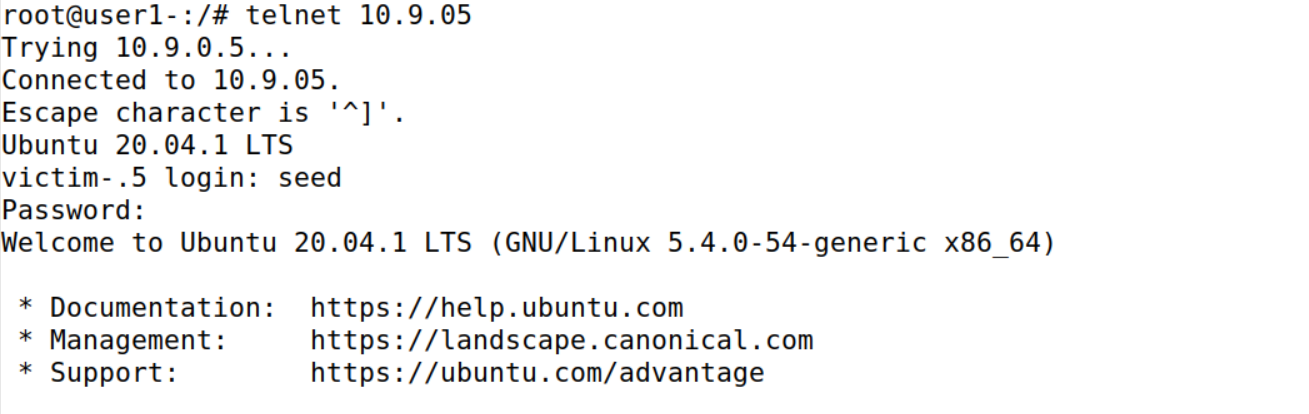 root@user1-:/# telnet 10.9.05
Trying 10.9.0.5...
Connected to 10.9.05.
Escape character is '^]'.
Ubuntu 20.04.1 LTS
victim-.5 login: seed
Password:
Welcome to Ubuntu 20.04.1 LTS (GNU/Linux 5.4.0-54-generic x86_64)
* Documentation:  https://help.ubuntu.com
* Management:     https://landscape.canonical.com
* Support:        https://ubuntu.com/advantage